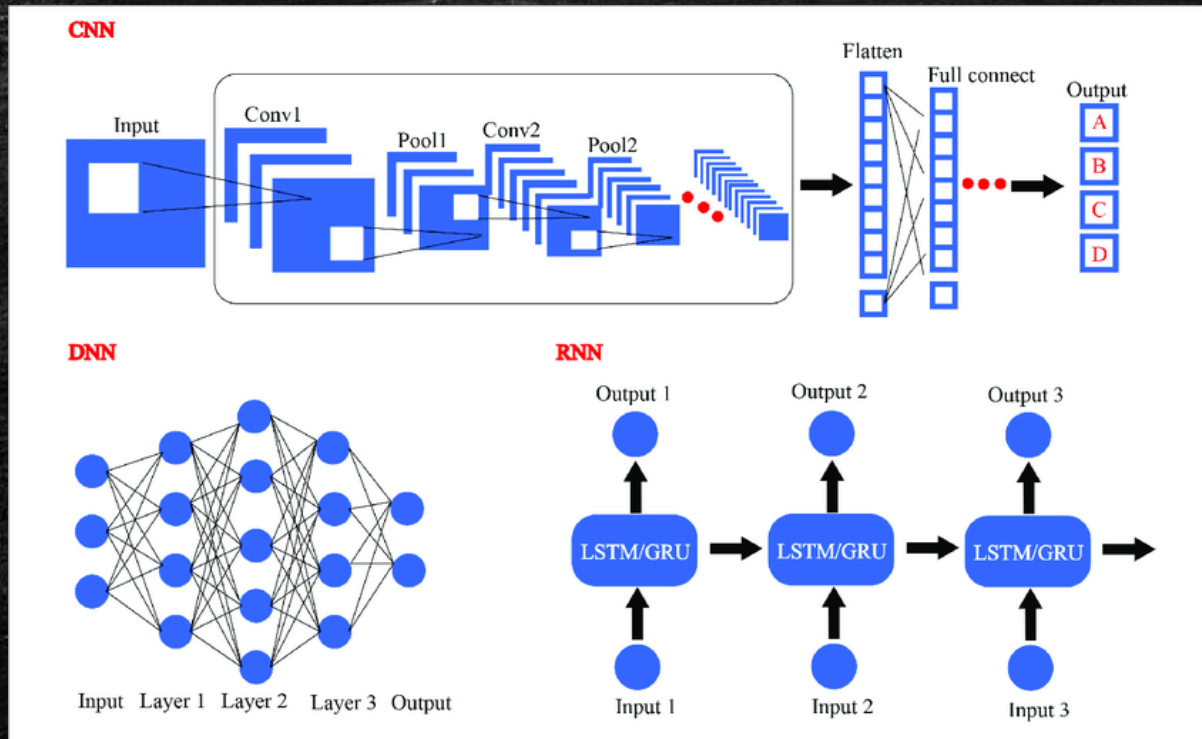 CNN
Input
Conv1
Pool1
Conv2
Pool2
Flatten
Full connect
Output
A
B
C
D
DNN
Input Layer 1 Layer 2 Layer 3 Output
RNN
Output 1 Output 2 Output 3
LSTM/GRU LSTM/GRU LSTM/GRU
Input 1 Input 2 Input 3